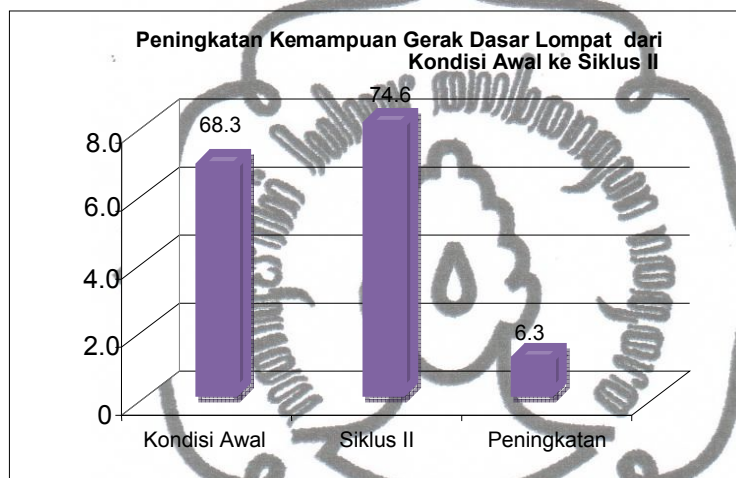 Peningkatan Kemampuan Gerak Dasar Lompat dari
Kondisi Awal ke Siklus II
74.6
68.3
8.0
6.0
4.0
6.3
2.0
0
Kondisi Awal
Siklus II
Peningkatan